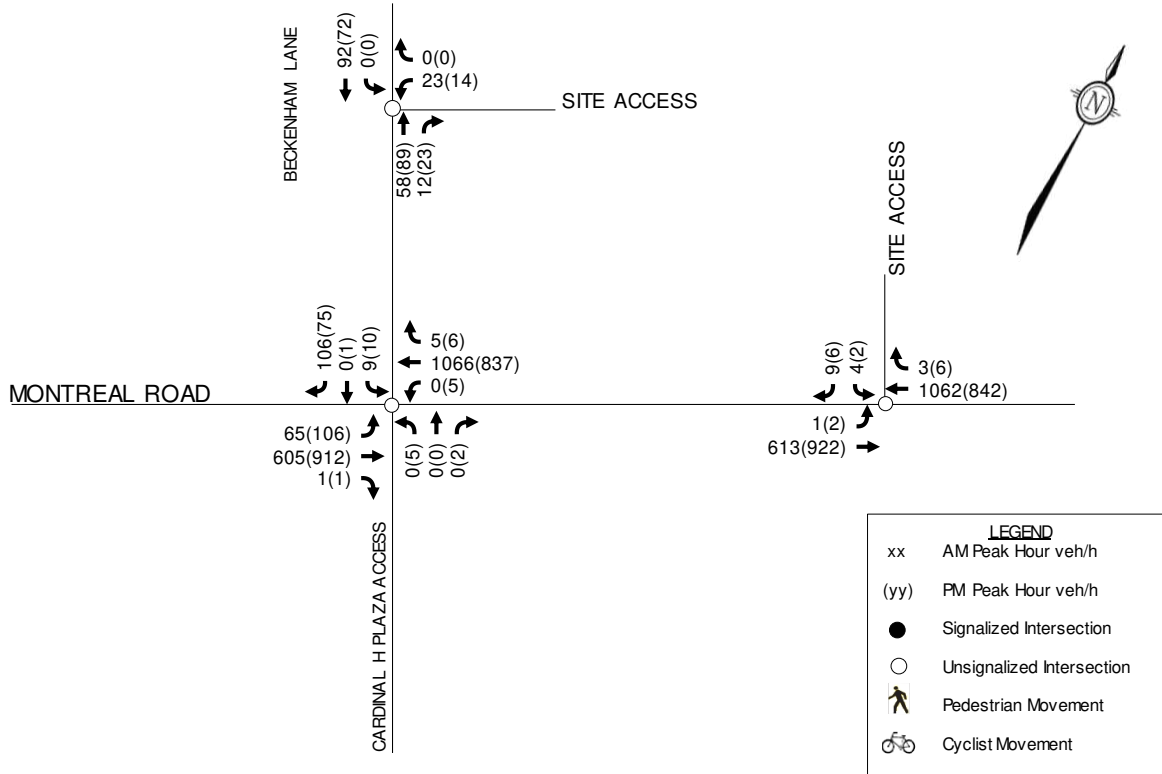 BECKENHAM LANE
92(72)
0(0)
0(0)
23(14)
SITE ACCESS
58(89)
12(23)
N
SITE ACCESS
106(75)
0(1)
9(10)
5(6)
1066(837)
0(5)
MONTREAL ROAD
65(106)
605(912)
1(1)
0(5)
0(0)
0(2)
9(6)
4(2)
3(6)
1062(842)
1(2)
613(922)
CARDINAL H PLAZA ACCESS
LEGEND
xx AM Peak Hour veh/h
(yy) PM Peak Hour veh/h
Signalized Intersection
Unsignalized Intersection
Pedestrian Movement
Cyclist Movement